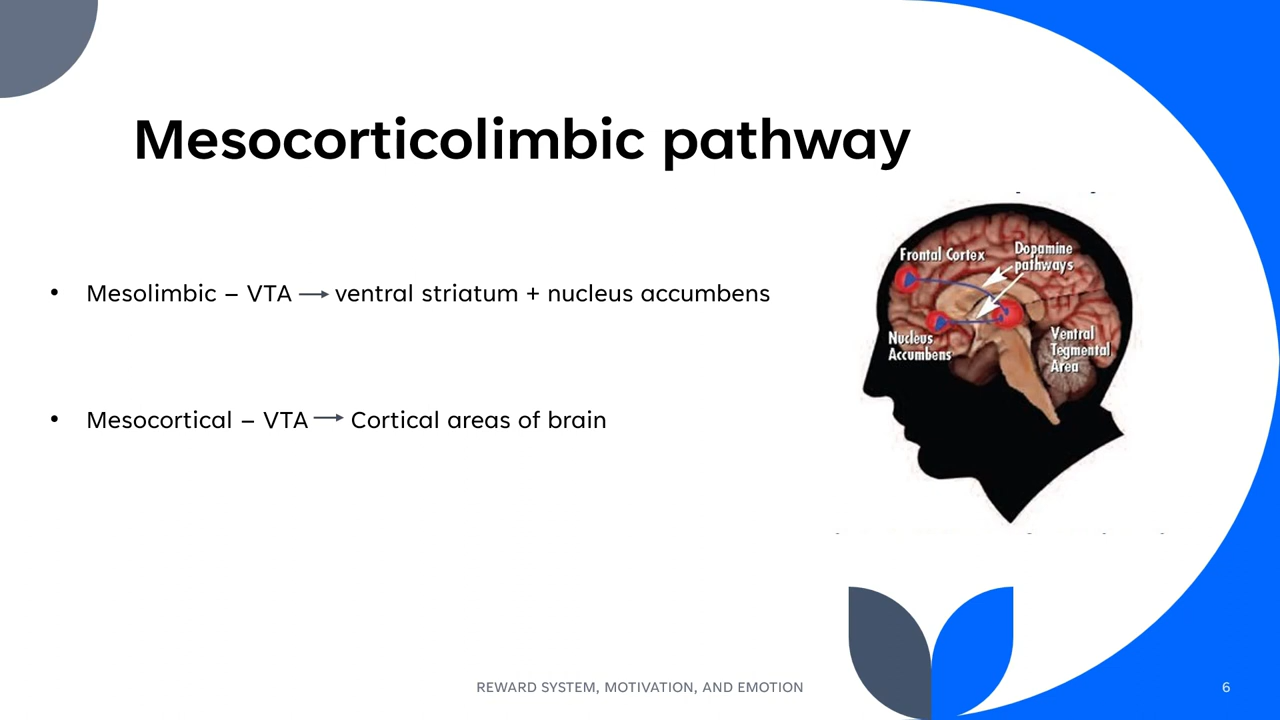 Mesocorticolimbic pathway
• Mesolimbic – VTA → ventral striatum + nucleus accumbens
• Mesocortical – VTA → Cortical areas of brain
Frontal Cortex
Dopamine
pathways
Nucleus
Accumbens
Ventral
Tegmental
Area
REWARD SYSTEM, MOTIVATION, AND EMOTION
6